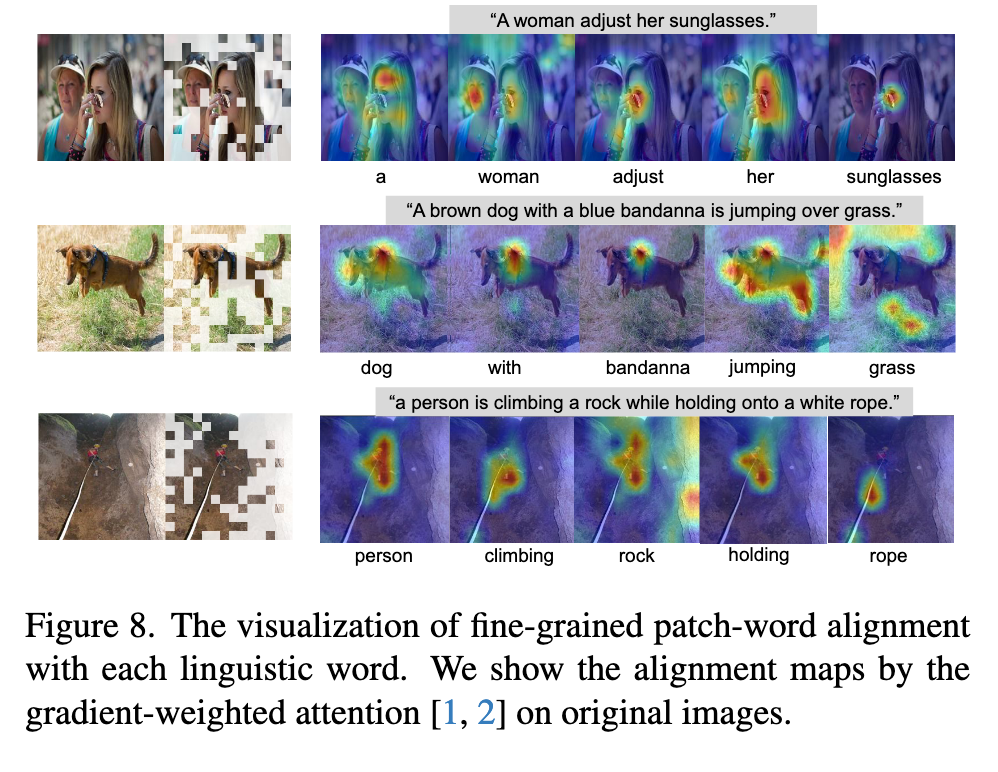 “A woman adjust her sunglasses.”
a woman adjust her sunglasses
“A brown dog with a blue bandanna is jumping over grass.”
dog with bandanna jumping grass
“a person is climbing a rock while holding onto a white rope.”
person climbing rock holding rope
Figure 8. The visualization of fine-grained patch-word alignment
with each linguistic word. We show the alignment maps by the
gradient-weighted attention [1, 2] on original images.